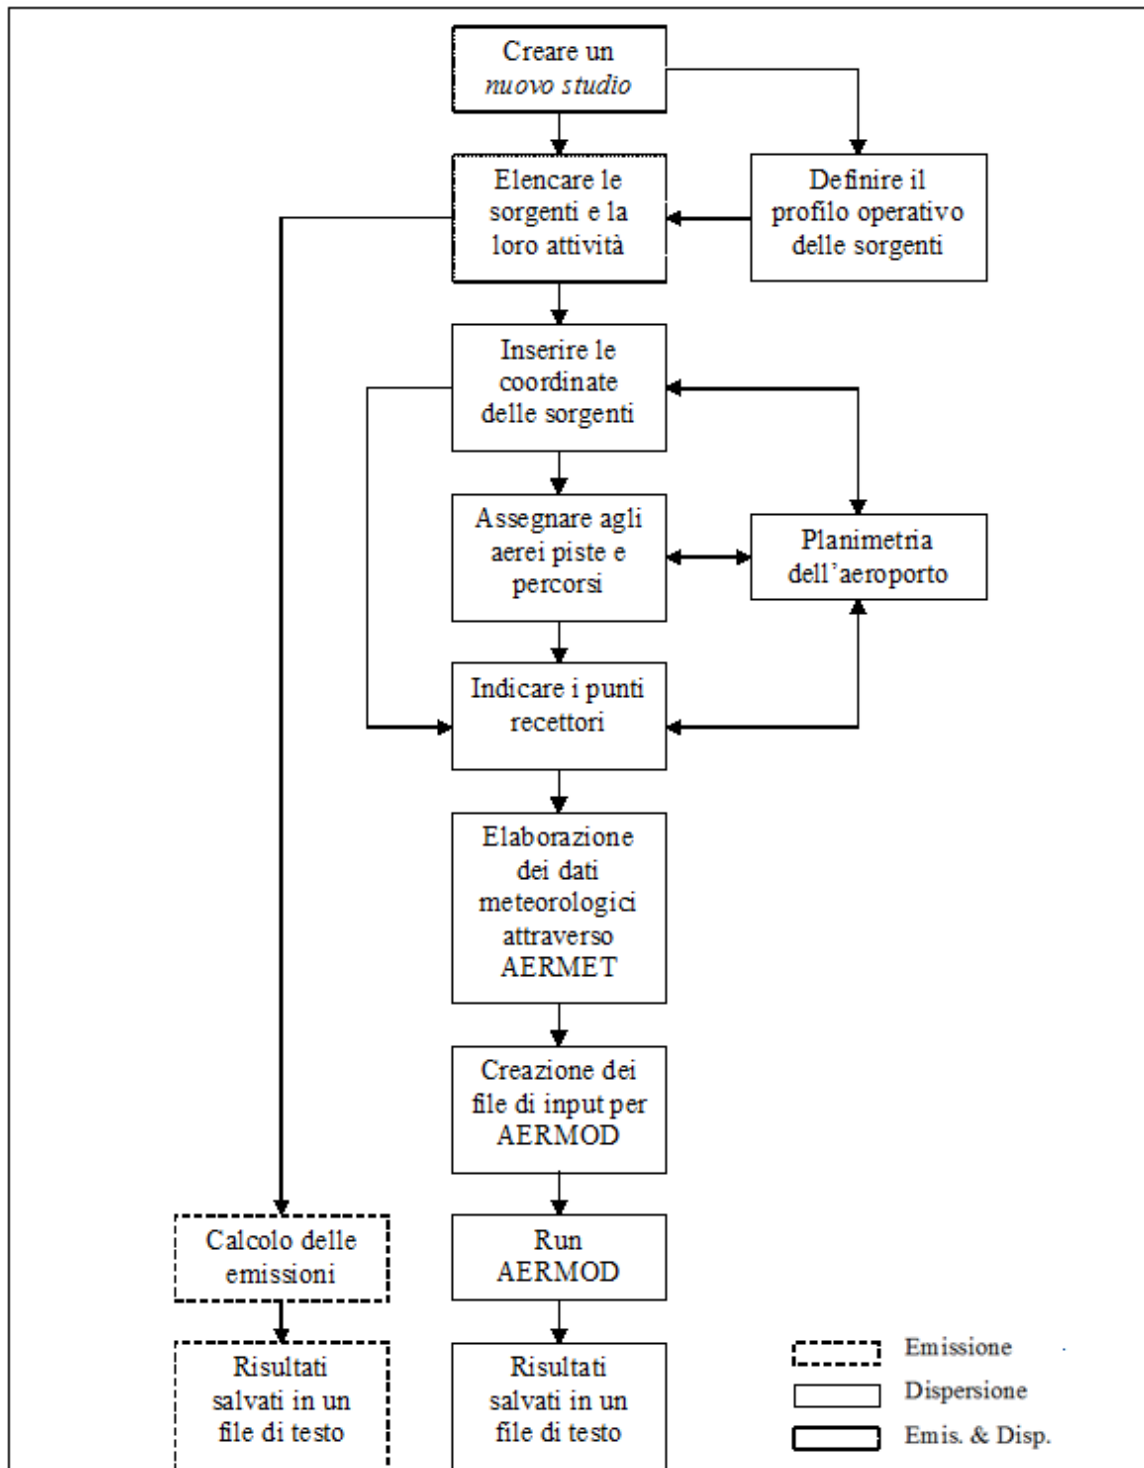 Creare un
nuovo studio
Elencare le
sorgenti e la
loro attività
Definire il
profilo operativo
delle sorgenti
Inserire le
coordinate
delle sorgenti
Assegnare agli
aerei piste e
percorsi
Planimetria
dell'aeroporto
Indicare i punti
recettori
Elaborazione
dei dati
meteorologici
attraverso
AERMET
Creazione dei
file di input per
AERMOD
Calcolo delle
emissioni
Run
AERMOD
Risultati
salvati in un
file di testo
Risultati
salvati in un
file di testo
Emissione
Dispersione
Emis. & Disp.